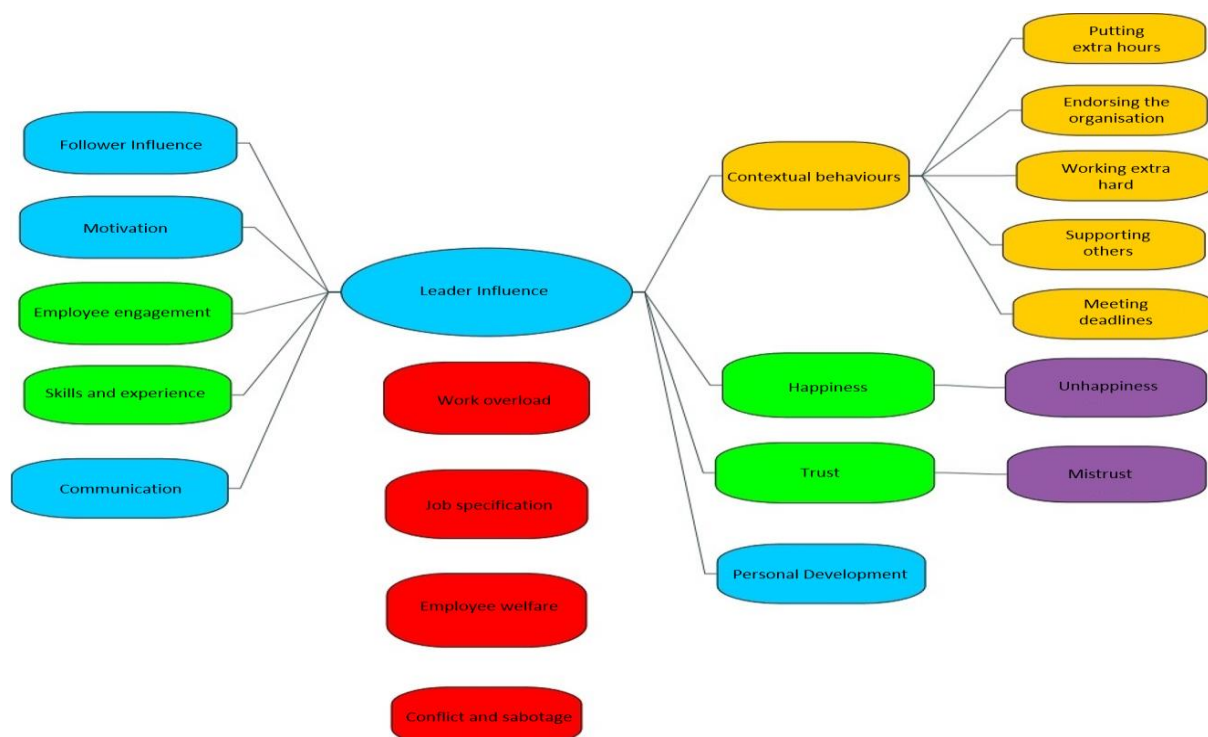 Follower Influence
Motivation
Employee engagement
Skills and experience
Communication
Leader Influence
Work overload
Job specification
Employee welfare
Conflict and sabotage
Contextual behaviours
Happiness
Trust
Personal Development
Putting
extra hours
Endorsing the
organisation
Working extra
hard
Supporting
others
Meeting
deadlines
Unhappiness
Mistrust